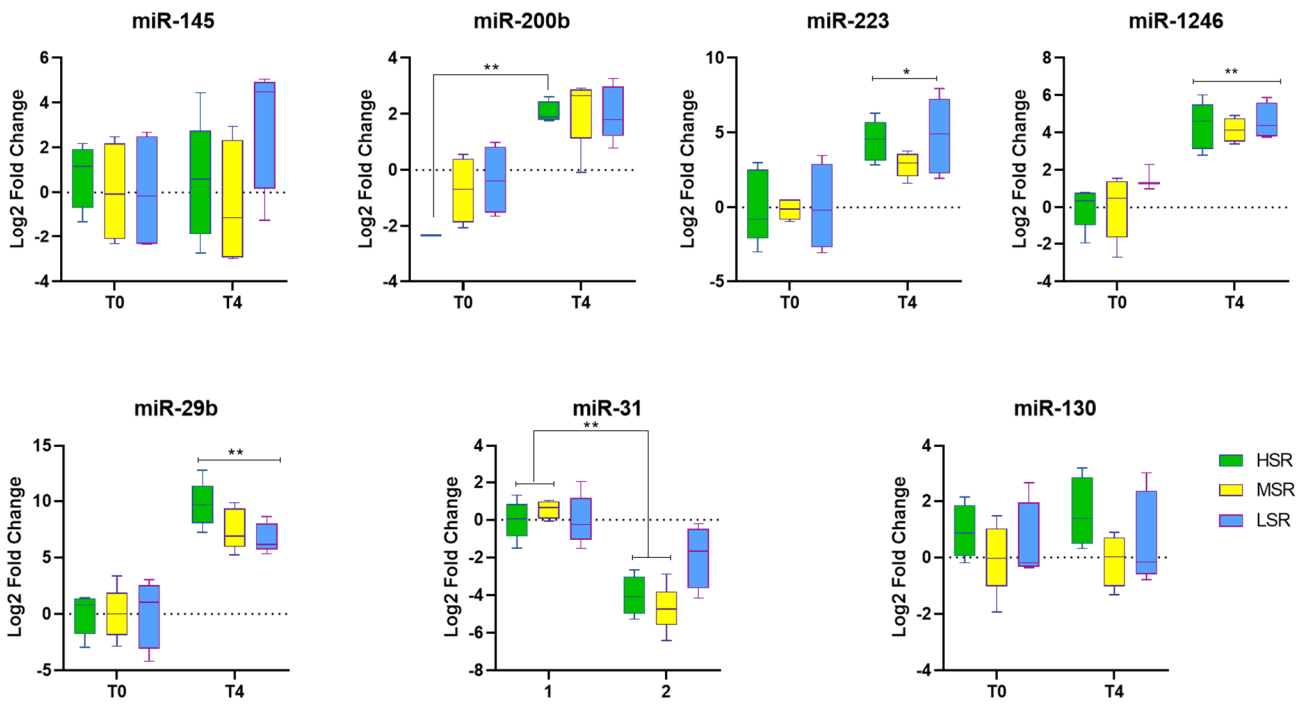 miR-145
miR-200b
miR-223
miR-1246
Log2 Fold Change
6
4
2
0
-2
-4
T0
T4
Log2 Fold Change
4
2
0
-2
-4
**
T0
T4
Log2 Fold Change
10
5
0
-5
*
T0
T4
Log2 Fold Change
8
6
4
2
0
-2
-4
**
T0
T4
miR-29b
miR-31
miR-130
Log2 Fold Change
15
10
5
0
-5
**
T0
T4
Log2 Fold Change
4
2
0
-2
-4
-6
-8
**
1
2
Log2 Fold Change
4
2
0
-2
-4
T0
T4
HSR
MSR
LSR